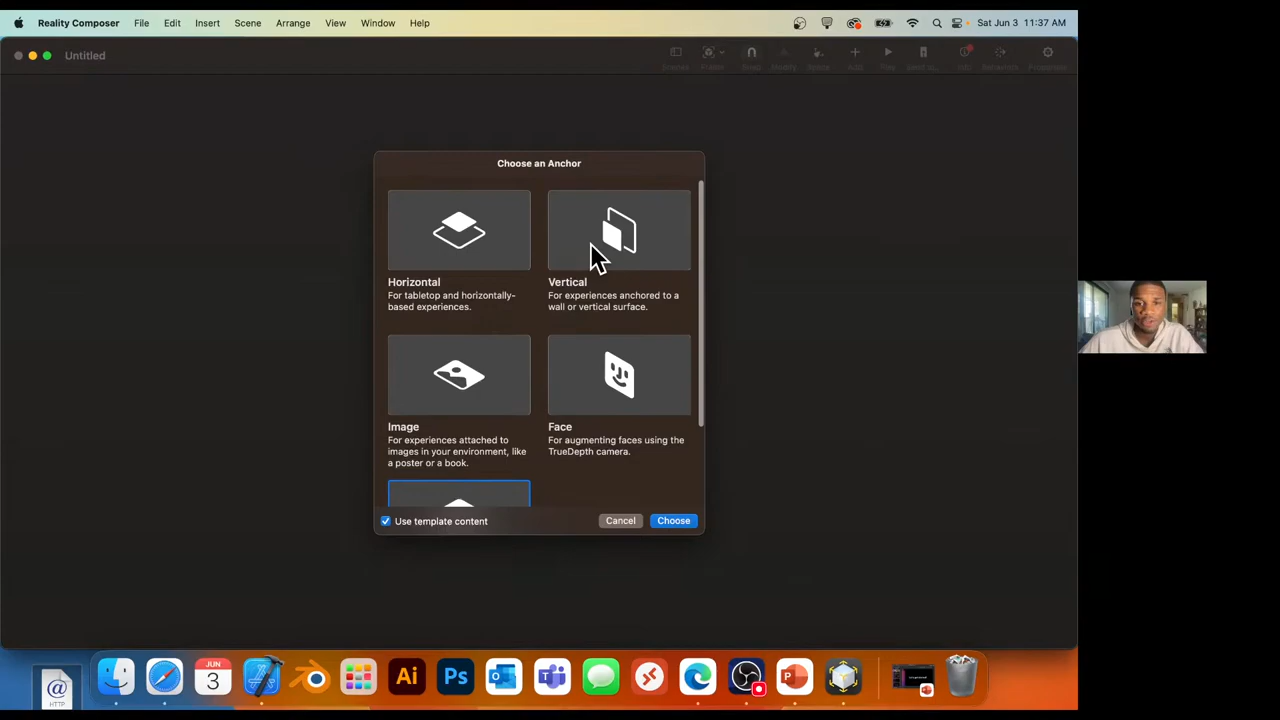 Reality Composer File Edit Insert Scene Arrange View Window Help Sat Jun 3 11:37 AM
Untitled
Choose an Anchor
Horizontal
For tabletop and horizontally-
based experiences.
Vertical
For experiences anchored to a
wall or vertical surface.
Image
For experiences attached to
images in your environment, like
a poster or a book.
Face
For augmenting faces using the
TrueDepth camera.
Use template content Cancel Choose
JUN
3
Ai
Ps
@
HTTP